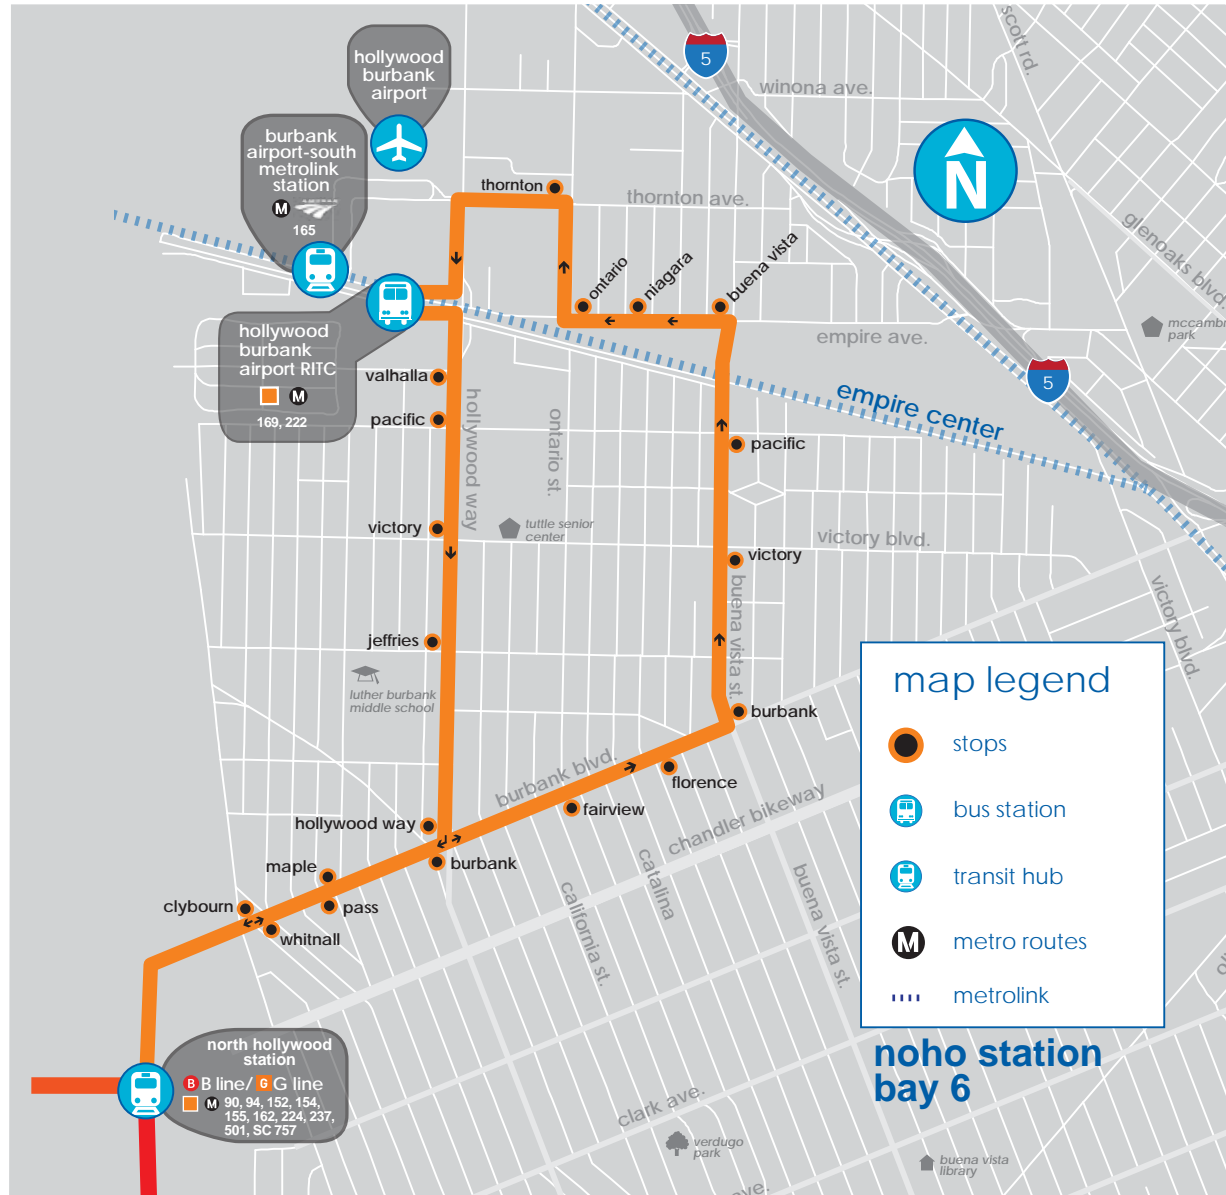 hollywood
burbank
airport
burbank
airport-south
metrolink
station
M
165
hollywood
burbank
airport RITC
M
169, 222
5
winona ave.
scott rd.
N
thornton
thornton ave.
glenoaks blvd.
ontario
niagara
buena vista
empire ave.
mccambr
park
5
empire center
valhalla
pacific
hollywood way
ontario st.
pacific
victory
tuttle senior
center
victory blvd.
victory
buena vista st.
victory blvd.
jeffries
luther burbank
middle school
burbank
burbank blvd.
florence
fairview
chandler bikeway
hollywood way
burbank
maple
pass
clybourn
whitnall
catalina
california st.
buena vista st.
map legend
stops
bus station
transit hub
M
metro routes
metrolink
noho station
bay 6
north hollywood
station
B B line/ G G line
M 90, 94, 152, 154,
155, 162, 224, 237,
501, SC 757
clark ave.
verdugo
park
buena vista
library
ave.